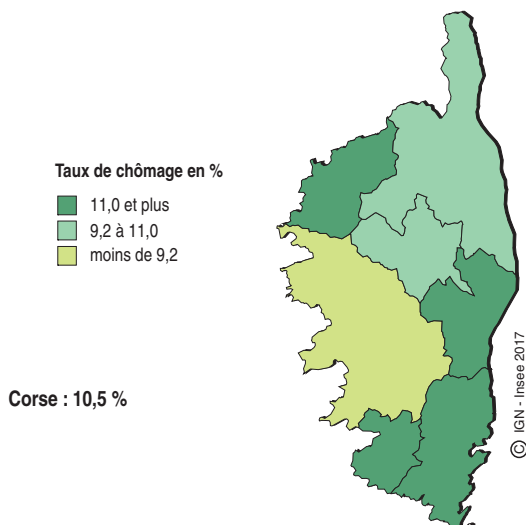 Taux de chômage en %
11,0 et plus
9,2 à 11,0
moins de 9,2
Corse : 10,5 %
© IGN - Insee 2017